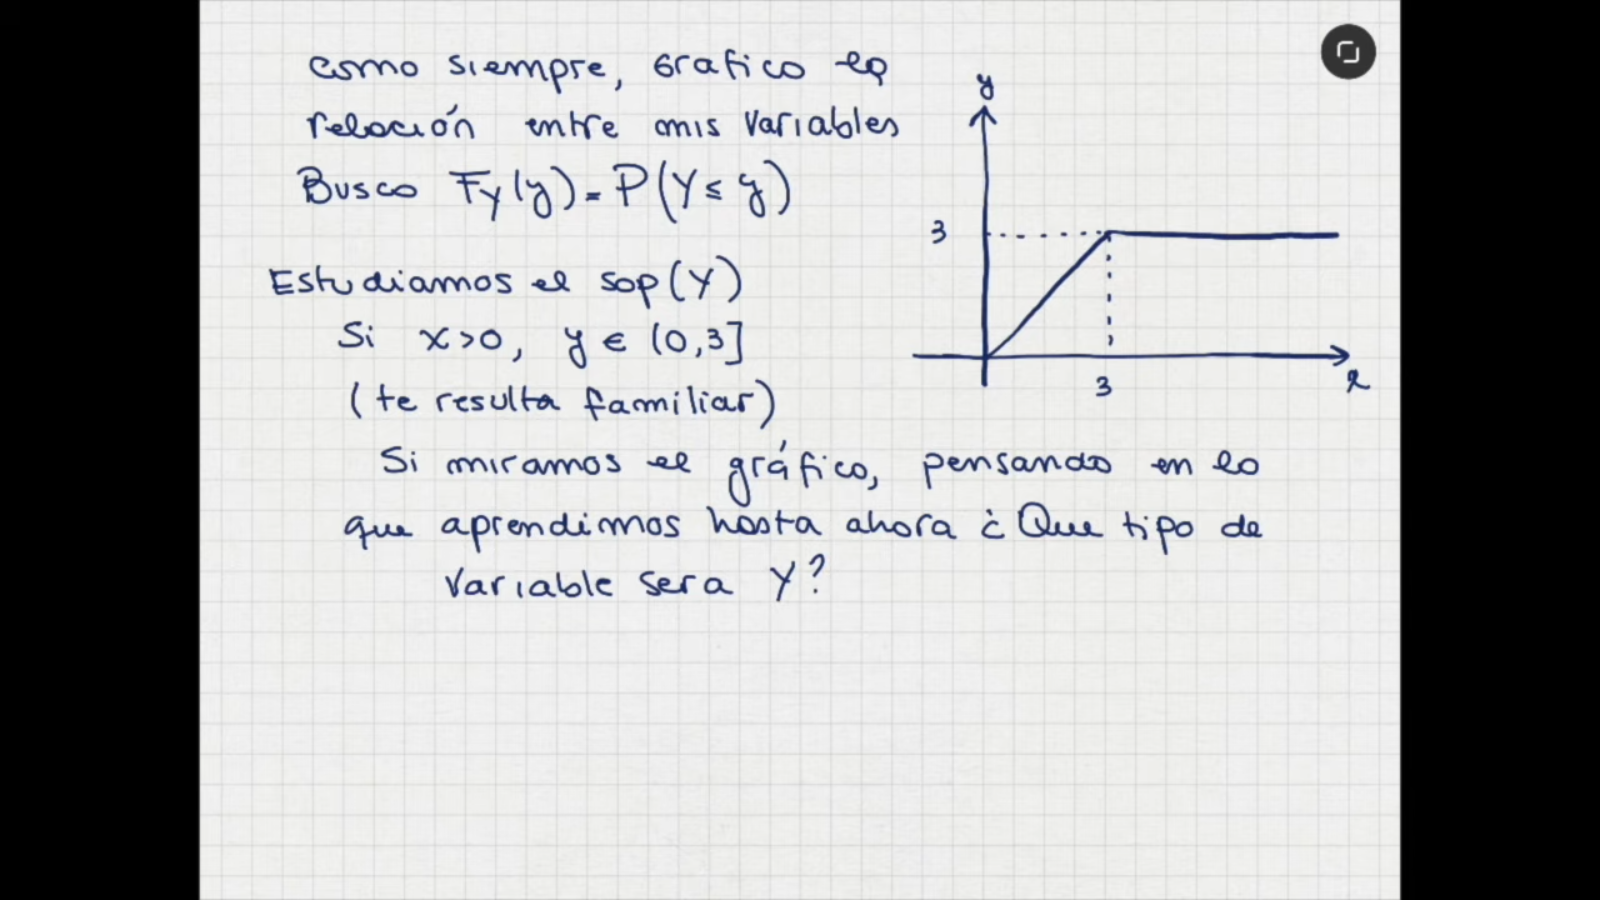 como siempre, grafico la
relación entre mis variables
Busco F_Y(y) = P(Y ≤ y)
Estudiamos el sop(Y)
Si x>0, y ∈ (0,3]
(te resulta familiar)
Si miramos el gráfico, pensando en lo
que aprendimos hasta ahora ¿Que tipo de
variable sera Y?
y
3
3
x